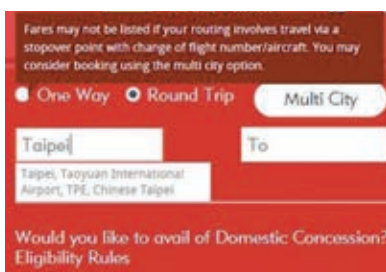 Fares may not be listed if your routing involves travel via a
stopover point with change of flight number/aircraft. You may
consider booking using the multi city option.
One Way Round Trip Multi City
Taipei To
Taipei, Taoyuan International
Airport, TPE, Chinese Taipei
Would you like to avail of Domestic Concession?
Eligibility Rules